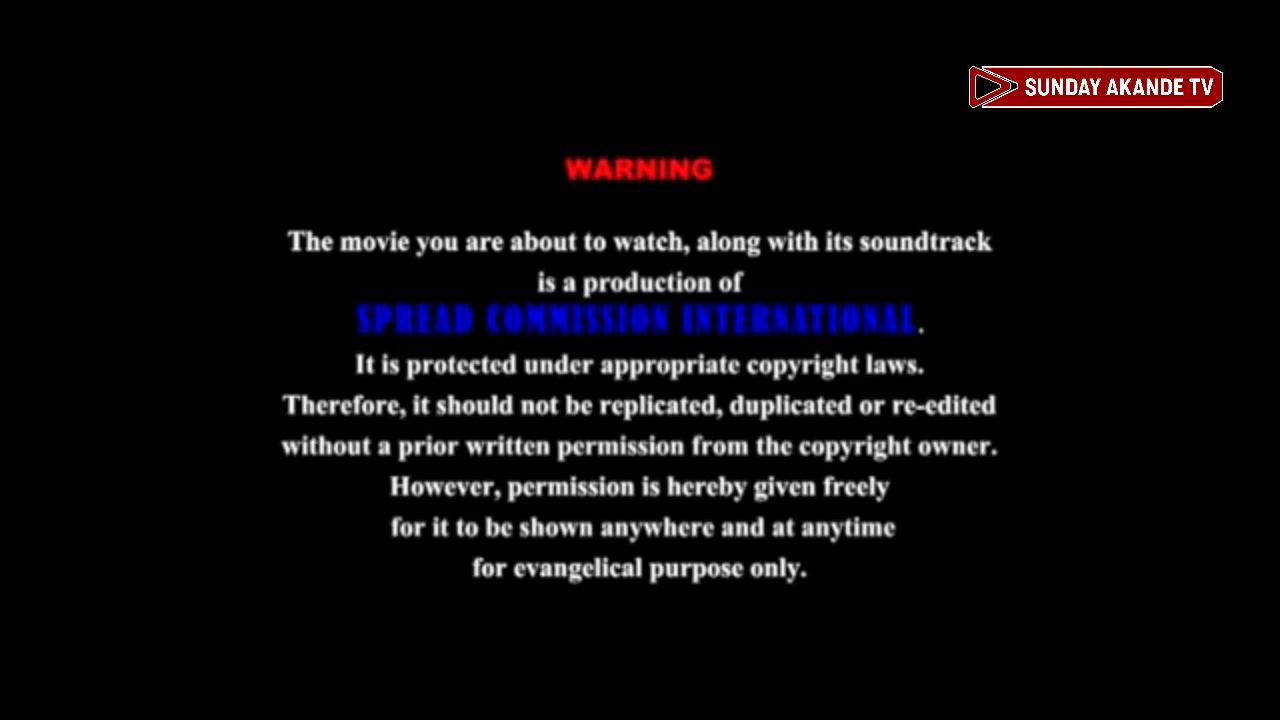 SUNDAY AKANDE TV
WARNING
The movie you are about to watch, along with its soundtrack
is a production of
SPREAD COMMISSION INTERNATIONAL.
It is protected under appropriate copyright laws.
Therefore, it should not be replicated, duplicated or re-edited
without a prior written permission from the copyright owner.
However, permission is hereby given freely
for it to be shown anywhere and at anytime
for evangelical purpose only.